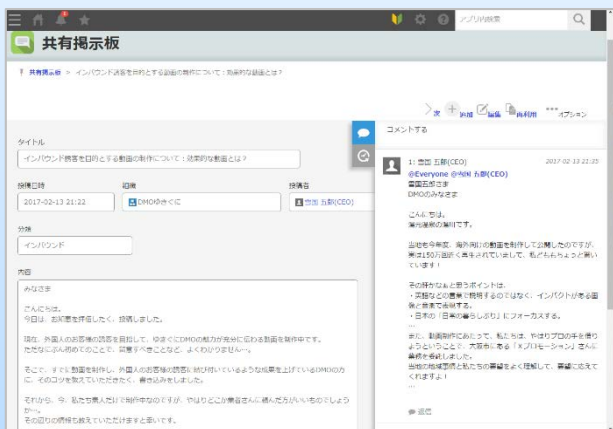 アプリ内検索
共有掲示板
共有掲示板 > インバウンド誘客を目的とする動画の制作について：効果的な動画とは？
次 追加 編集 再利用 オプション
タイトル
インバウンド誘客を目的とする動画の制作について：効果的な動画とは？
投稿日時 組織 投稿者
2017-02-13 21:22 DMOゆきぐに 雪国 五郎(CEO)
分類
インバウンド
内容
みなさま
こんにちは。
今日は、お知恵を拝借したく、投稿しました。
現在、外国人のお客様の誘客を目指して、ゆきぐにDMOの魅力が充分に伝わる動画を制作中です。
ただなにぶん初めてのことで、留意すべきことなど、よくわかりません…。
そこで、すでに動画を制作し、外国人のお客様の誘客に結び付いているような成果を上げているDMOの方
に、そのコツを教えていただきたく、書き込みをしました。
それから、今、私たち素人だけで制作中なのですが、やはりどこか業者さんに頼んだ方がいいものでしょう
か…。
その辺りの情報も教えていただけますと幸いです。
コメントする
1: 雪国 五郎(CEO) 2017-02-13 21:35
@Everyone @雪国 五郎(CEO)
雪国五郎さま
DMOのみなさま
こんにちは。
湯元温泉の湯川です。
当地も今年度、海外向けの動画を制作して公開したのですが、
実は150万回近く再生されていまして、私どももちょっと驚い
ています！
その肝かなぁと思うポイントは、
・英語などの言葉で説明するのではなく、インパクトがある画
像と音楽で表現する。
・日本の「日常の暮らしぶり」にフォーカスする。
…
また、動画制作にあたって、私たちは、やはりプロの手を借り
ようということで、大阪市にある「Xプロモーション」さんに
業務を委託しました。
当地の地域事情と私たちの要望をよく理解して、要望に応えて
くれますよ！
…
返信